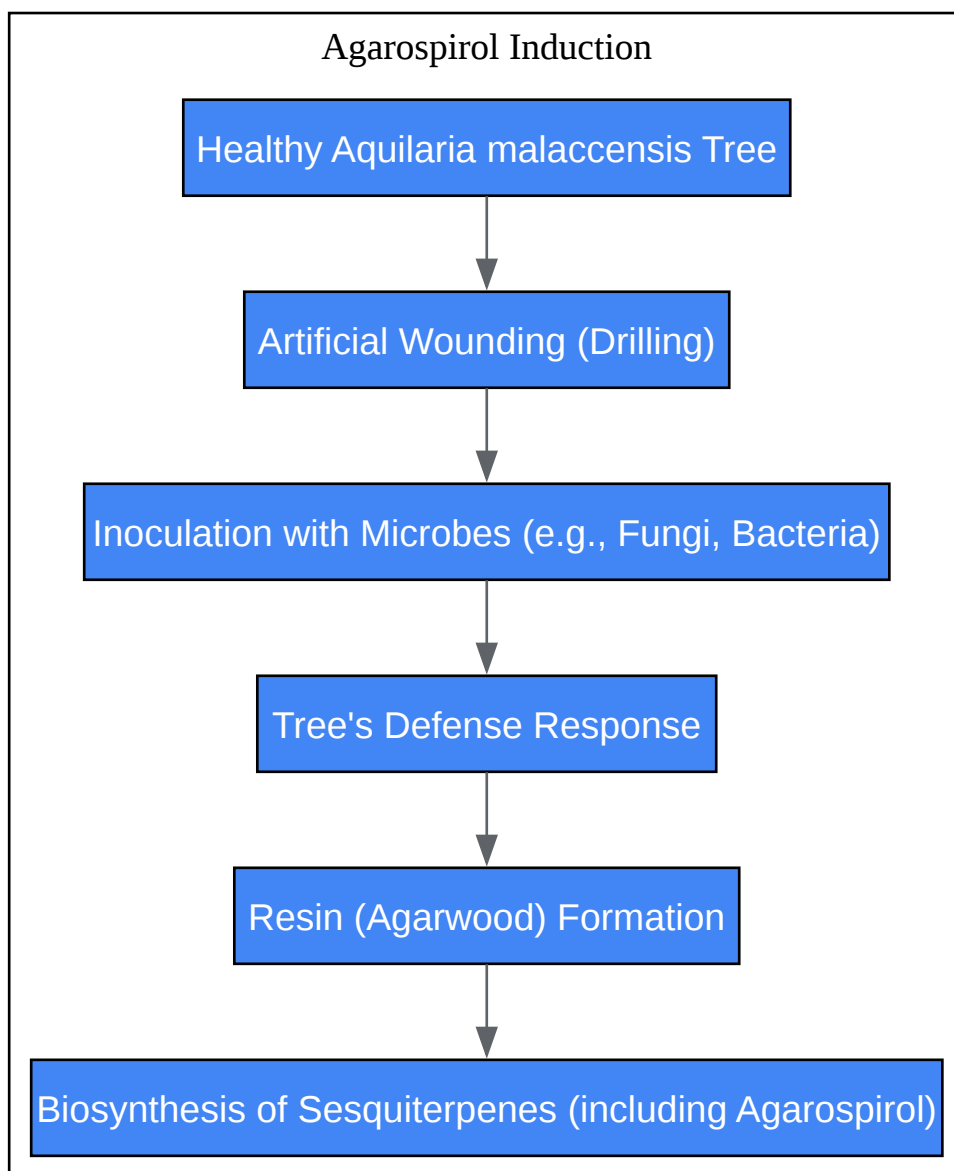 Agarospirol Induction
Healthy Aquilaria malaccensis Tree
Artificial Wounding (Drilling)
Inoculation with Microbes (e.g., Fungi, Bacteria)
Tree's Defense Response
Resin (Agarwood) Formation
Biosynthesis of Sesquiterpenes (including Agarospirol)